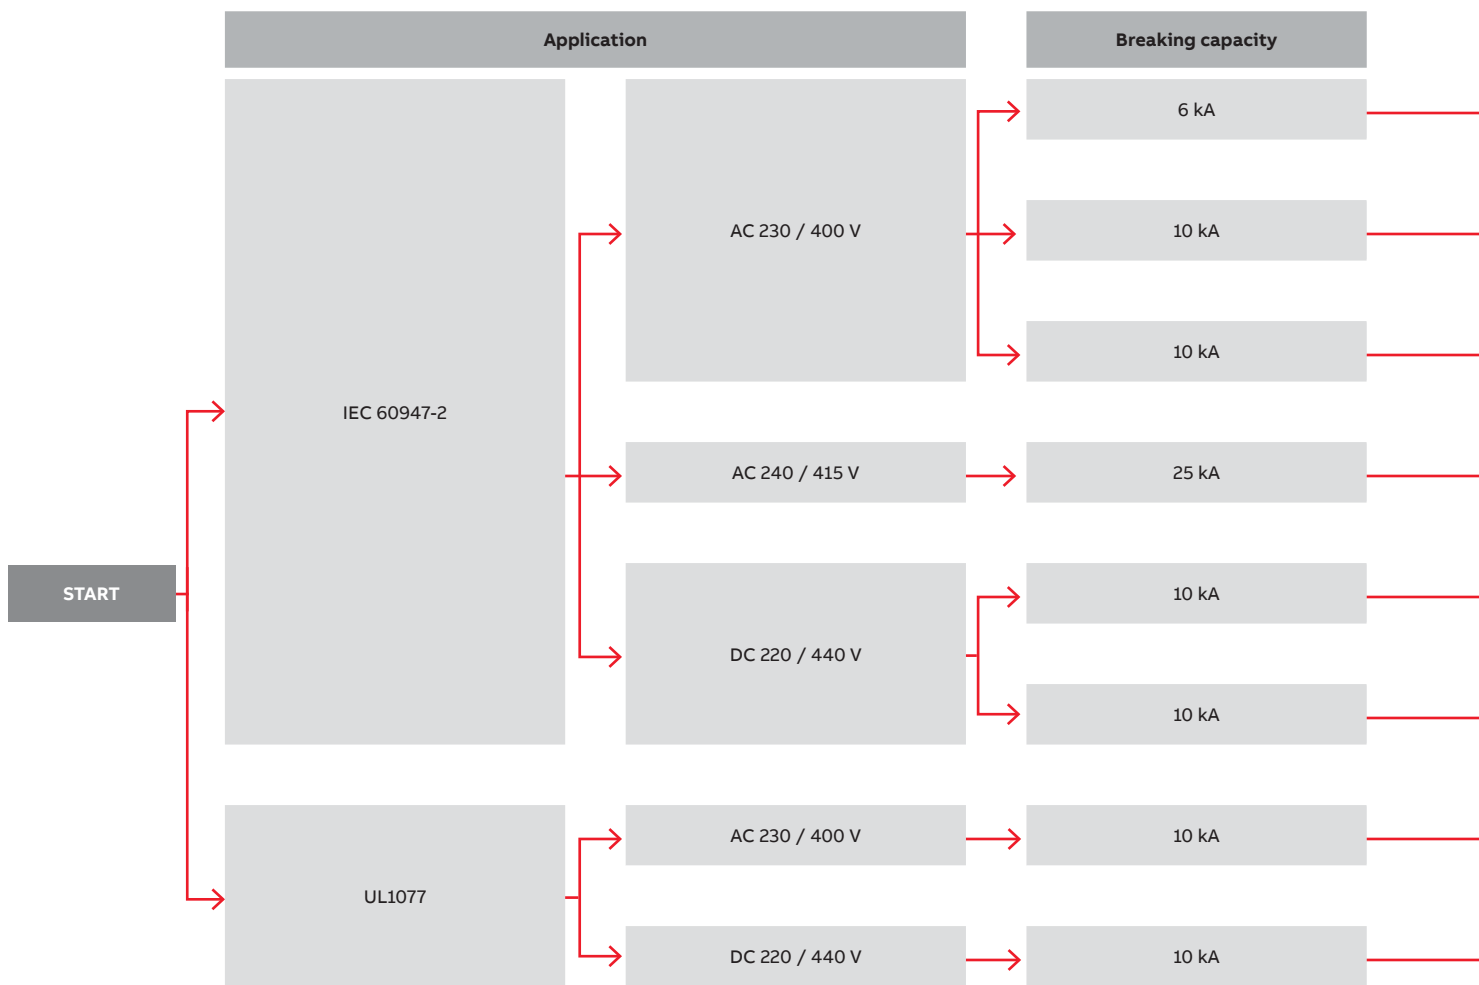 Application
Breaking capacity
START
IEC 60947-2
AC 230 / 400 V
6 kA
10 kA
10 kA
AC 240 / 415 V
25 kA
DC 220 / 440 V
10 kA
10 kA
UL1077
AC 230 / 400 V
10 kA
DC 220 / 440 V
10 kA